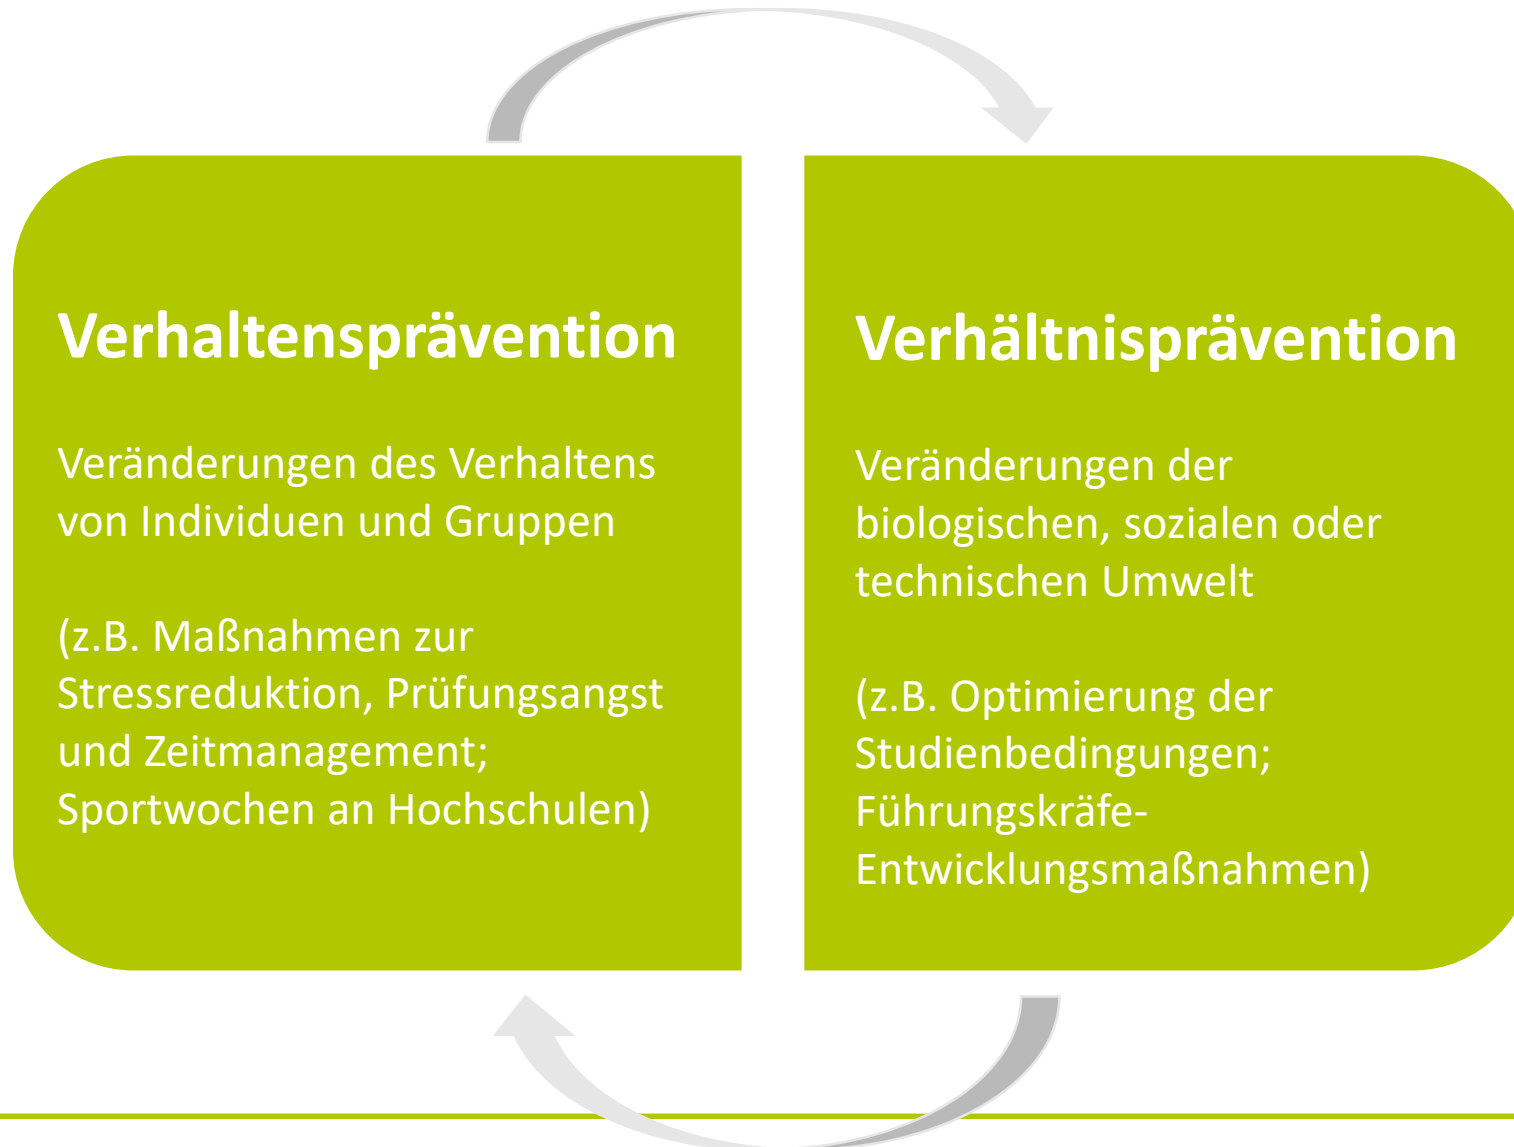 Verhaltensprävention
Veränderungen des Verhaltens
von Individuen und Gruppen
(z.B. Maßnahmen zur
Stressreduktion, Prüfungsangst
und Zeitmanagement;
Sportwochen an Hochschulen)
Verhältnisprävention
Veränderungen der
biologischen, sozialen oder
technischen Umwelt
(z.B. Optimierung der
Studienbedingungen;
Führungskräfe-
Entwicklungsmaßnahmen)